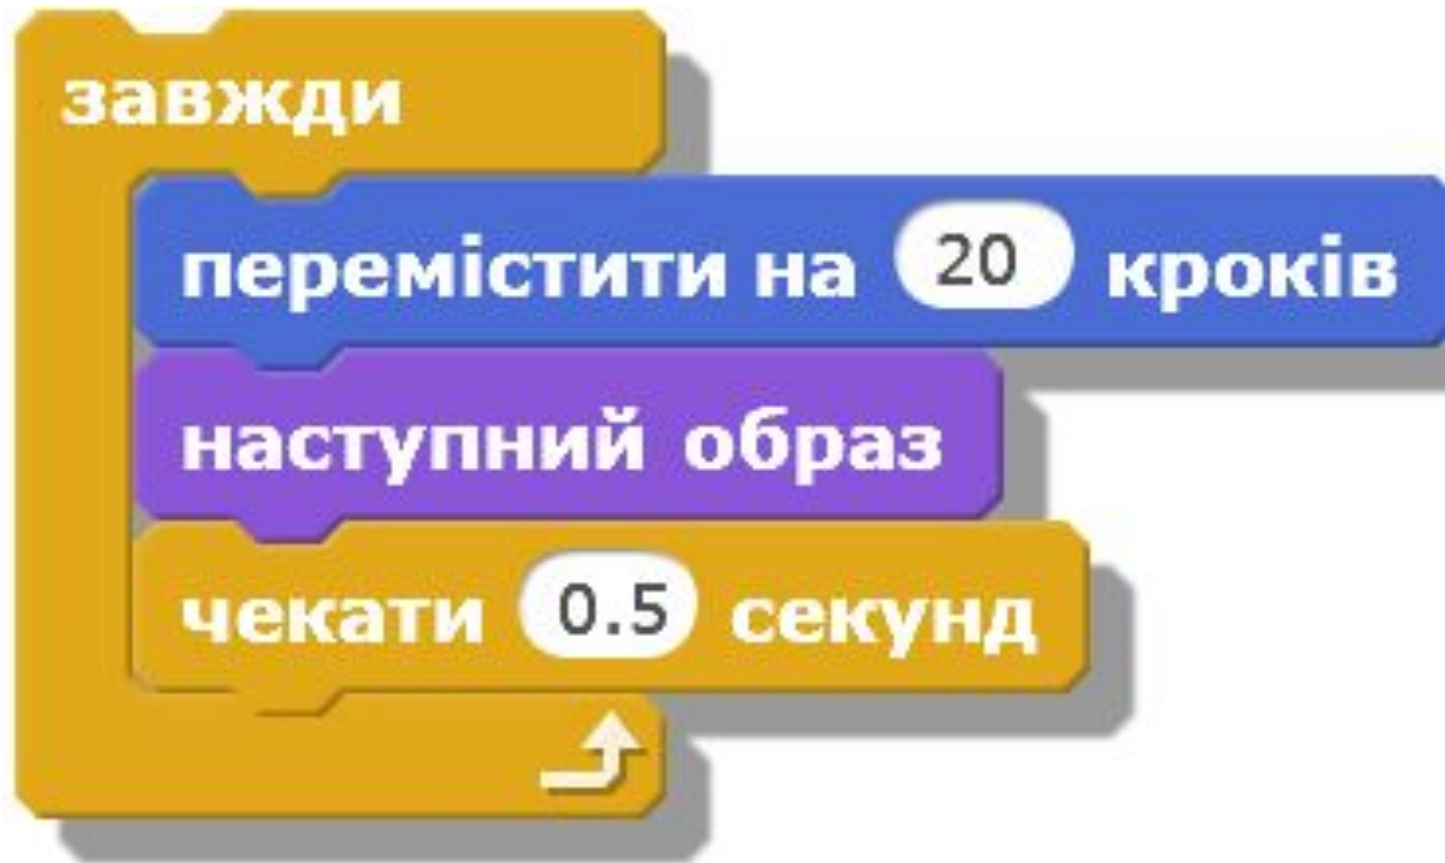 завжди
перемістити на 20 кроків
наступний образ
чекати 0.5 секунд